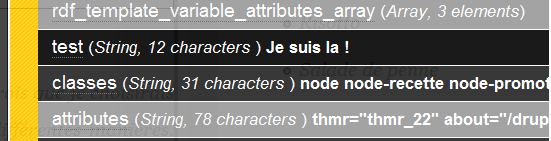 rdf_template_variable_attributes_array (Array, 3 elements)
test (String, 12 characters ) Je suis la !
classes (String, 31 characters ) node node-recette node-promot
attributes (String, 78 characters ) thmr="thmr_22" about="/drup